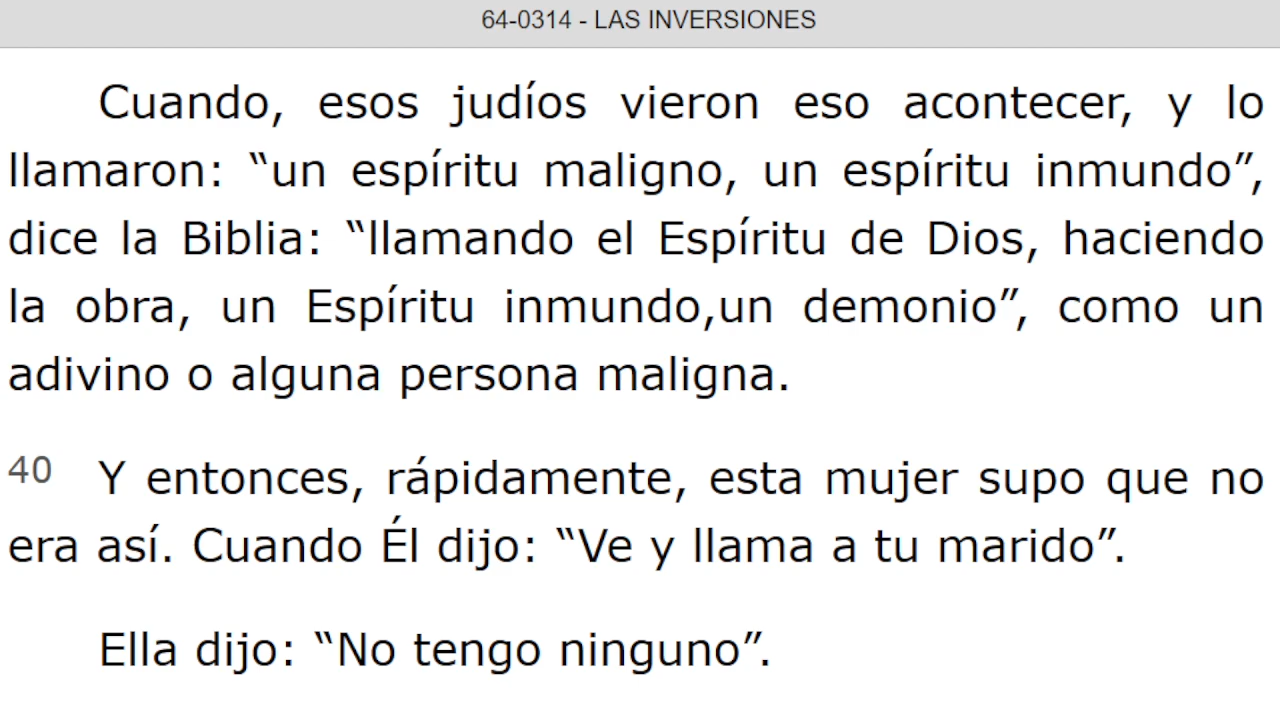 64-0314 - LAS INVERSIONES
Cuando, esos judíos vieron eso acontecer, y lo
llamaron: “un espíritu maligno, un espíritu inmundo”,
dice la Biblia: “llamando el Espíritu de Dios, haciendo
la obra, un Espíritu inmundo,un demonio”, como un
adivino o alguna persona maligna.
40 Y entonces, rápidamente, esta mujer supo que no
era así. Cuando Él dijo: “Ve y llama a tu marido”.
Ella dijo: “No tengo ninguno”.